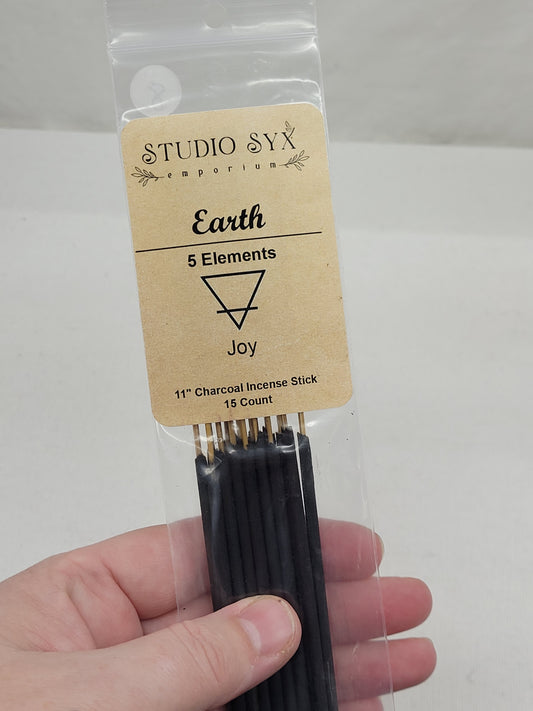 STUDIO SYX
emporium
Earth
5 Elements
Joy
11" Charcoal Incense Stick
15 Count